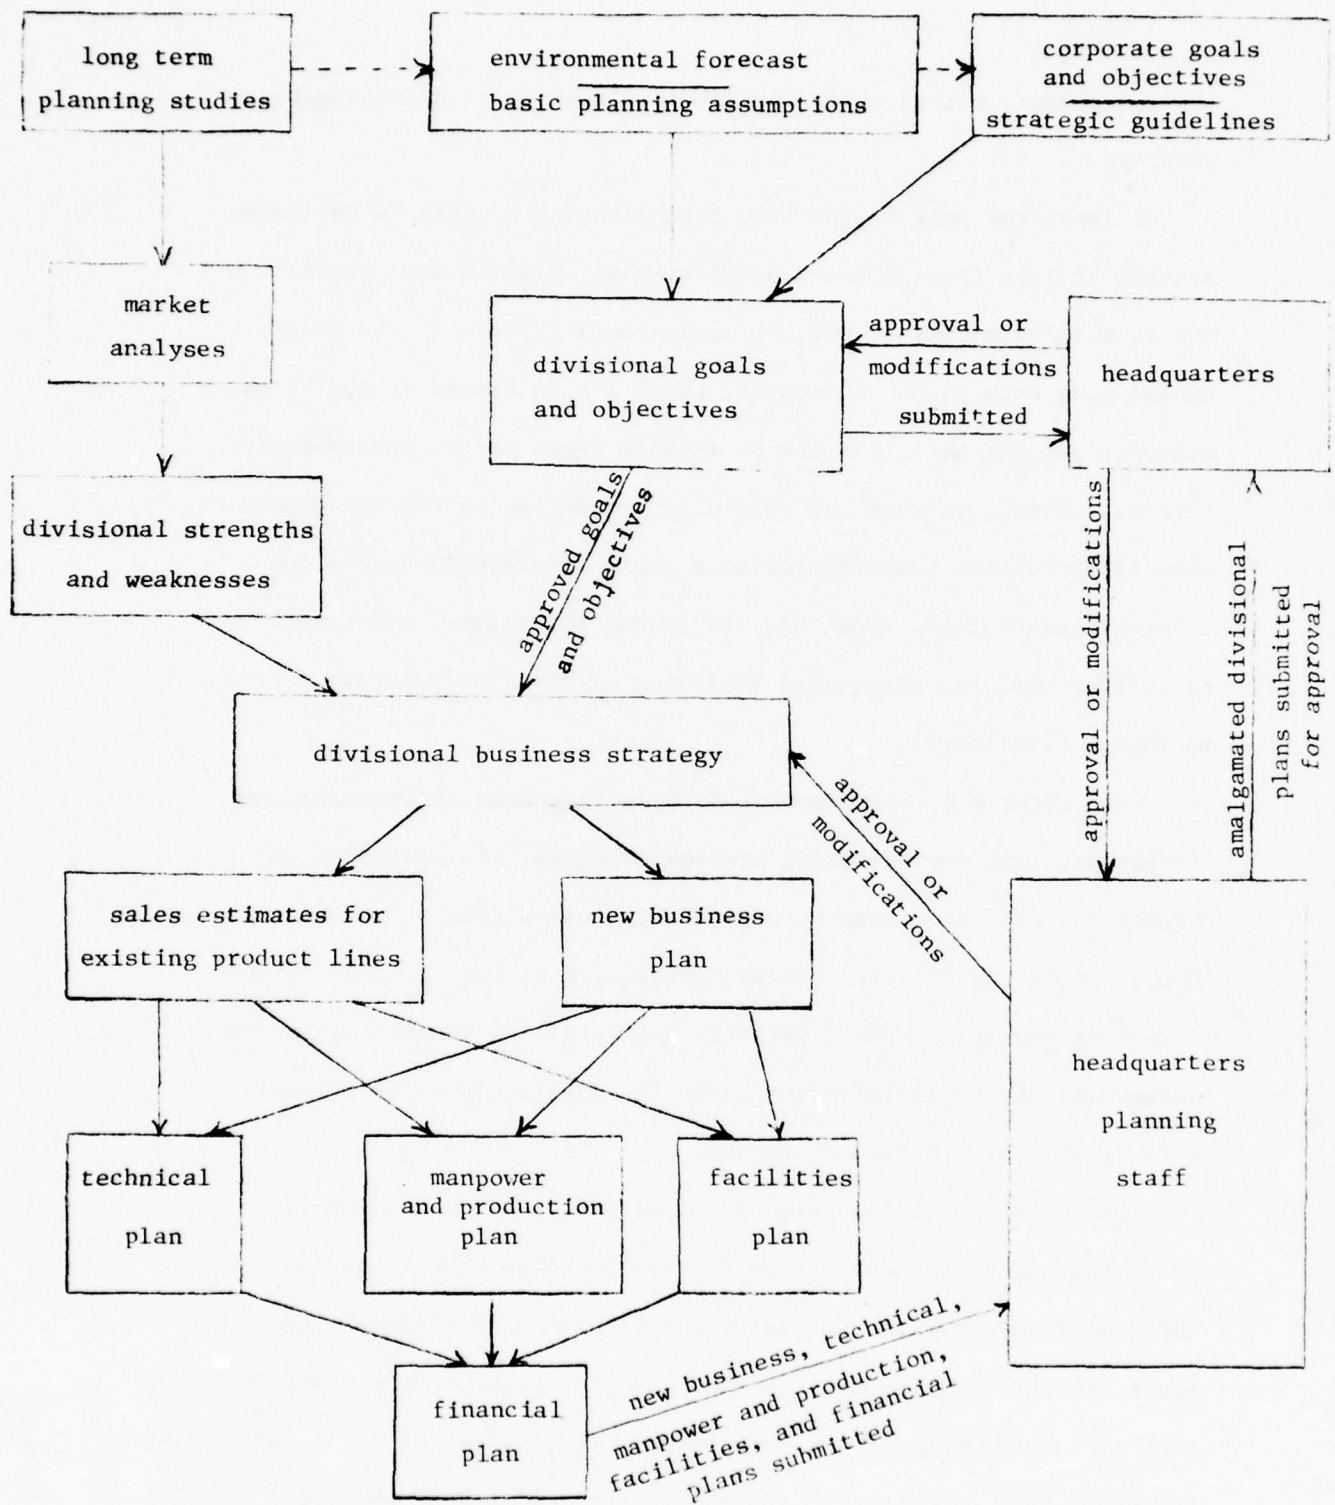 long term
planning studies
environmental forecast
basic planning assumptions
corporate goals
and objectives
strategic guidelines
market
analyses
divisional goals
and objectives
approval or
modifications
submitted
headquarters
divisional strengths
and weaknesses
approved goals
and objectives
approval or modifications
amalgamated divisional
plans submitted
for approval
divisional business strategy
approval or
modifications
sales estimates for
existing product lines
new business
plan
headquarters
planning
staff
technical
plan
manpower
and production
plan
facilities
plan
financial
plan
new business, technical,
manpower and production,
facilities, and financial
plans submitted